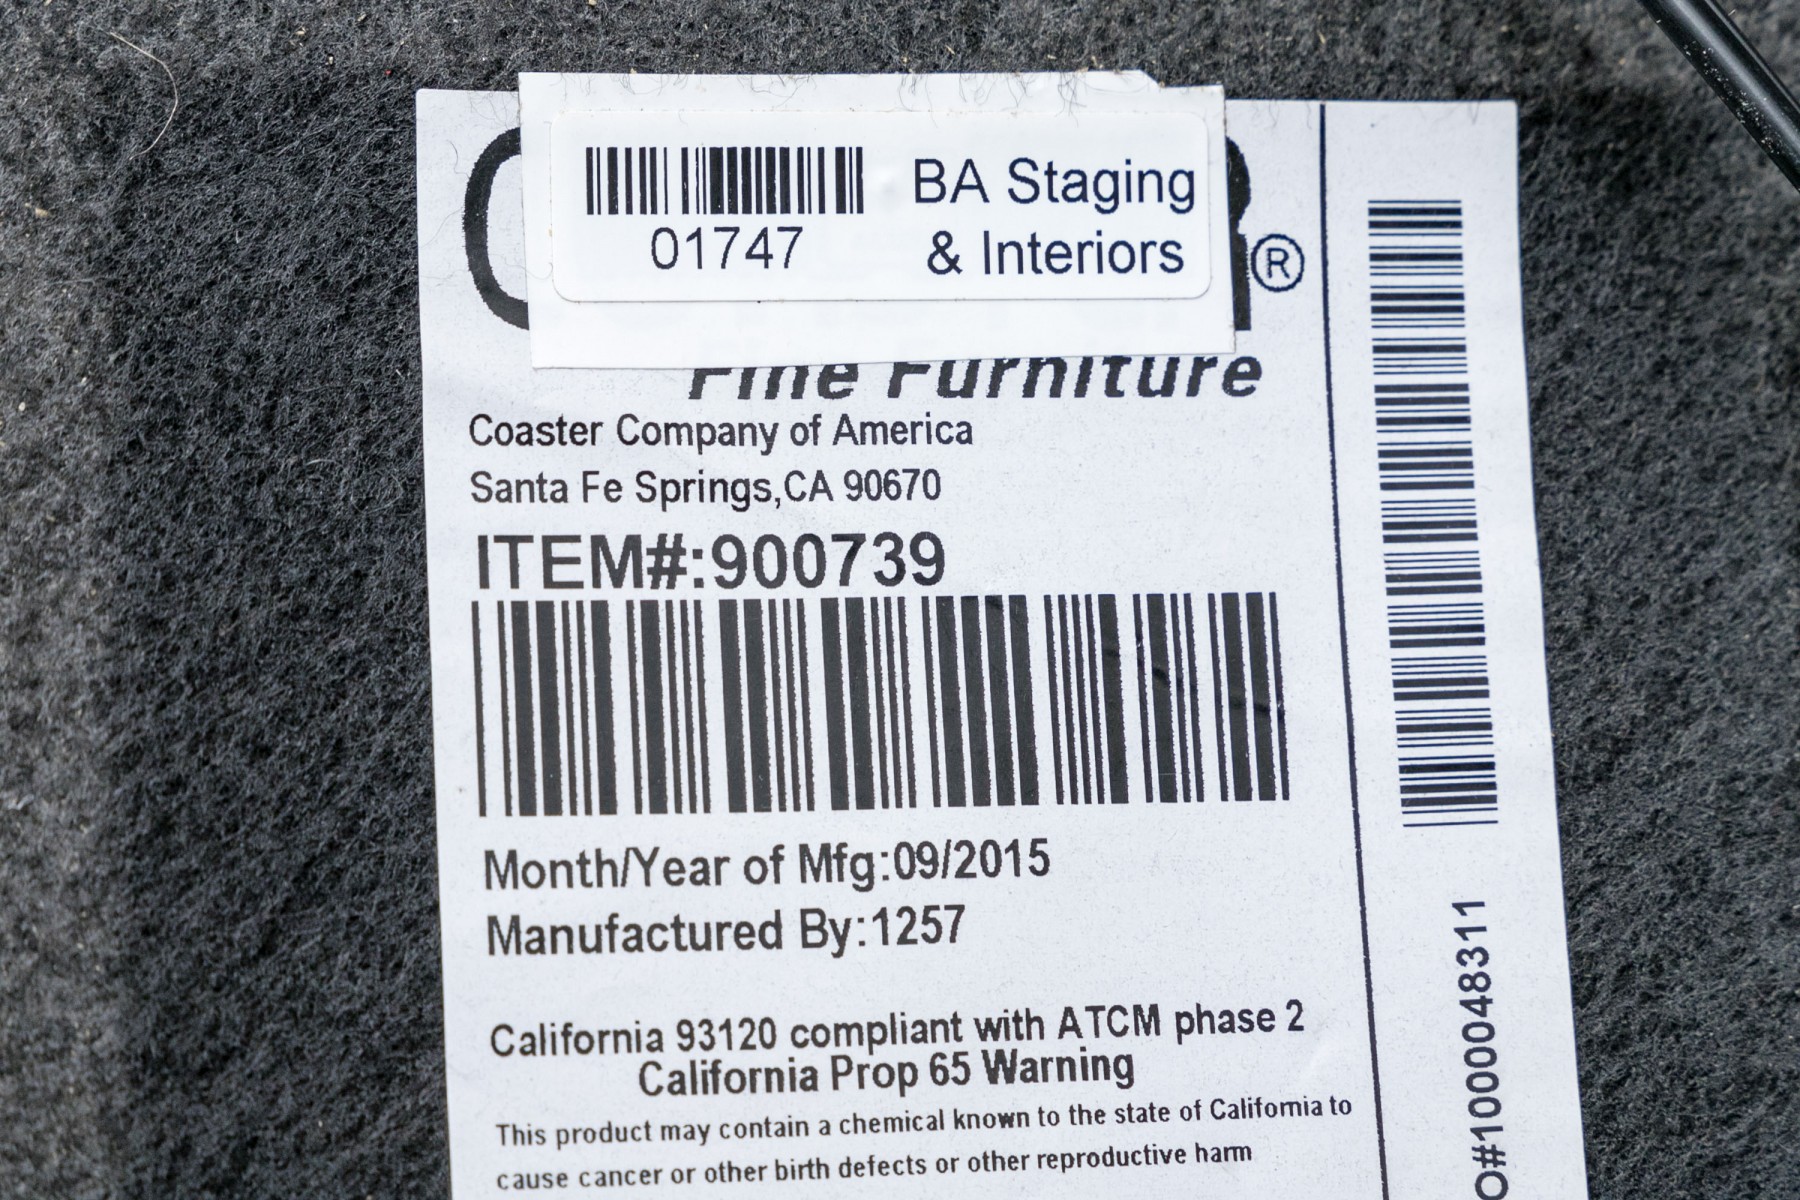 01747
BA Staging
& Interiors
®
Fine Furniture
Coaster Company of America
Santa Fe Springs,CA 90670
ITEM#:900739
Month/Year of Mfg:09/2015
Manufactured By:1257
California 93120 compliant with ATCM phase 2
California Prop 65 Warning
This product may contain a chemical known to the state of California to
cause cancer or other birth defects or other reproductive harm
O#1000048311